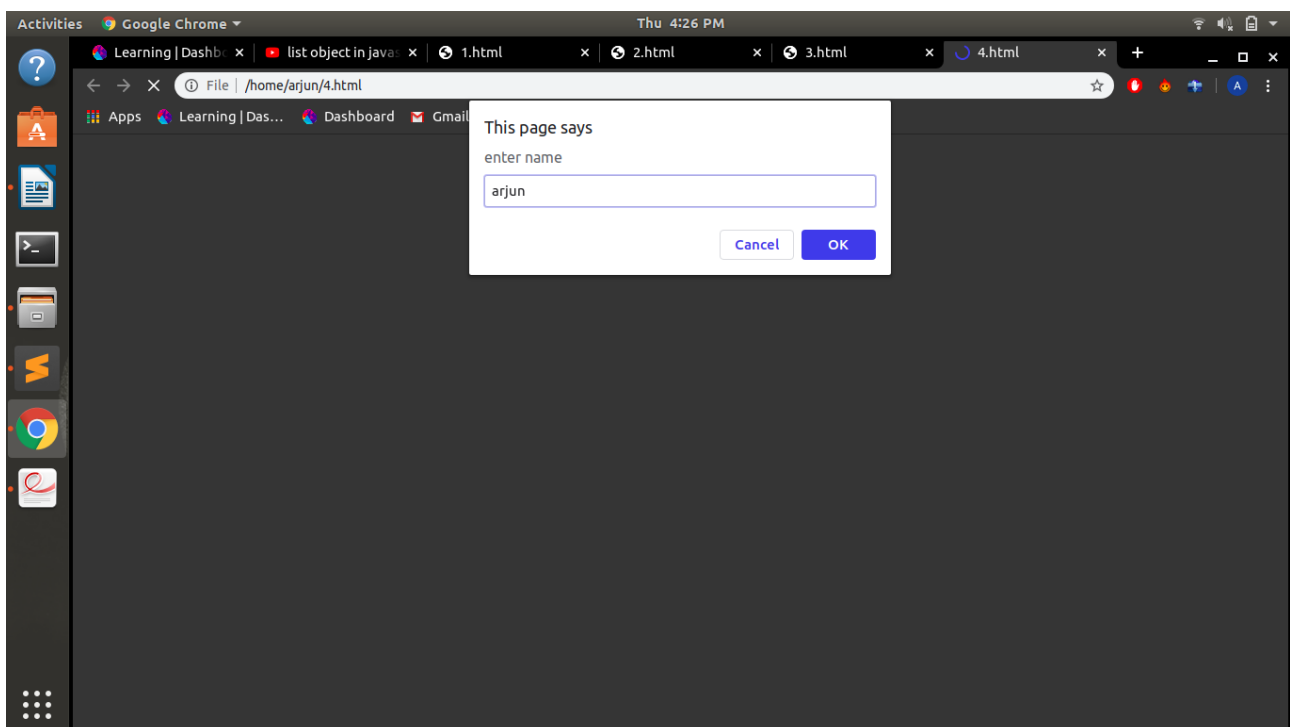 Activities Google Chrome Thu 4:26 PM
Learning | Dashbo list object in javas 1.html 2.html 3.html 4.html
File /home/arjun/4.html A
Apps Learning | Das... Dashboard Gmail
This page says
enter name
arjun
Cancel OK